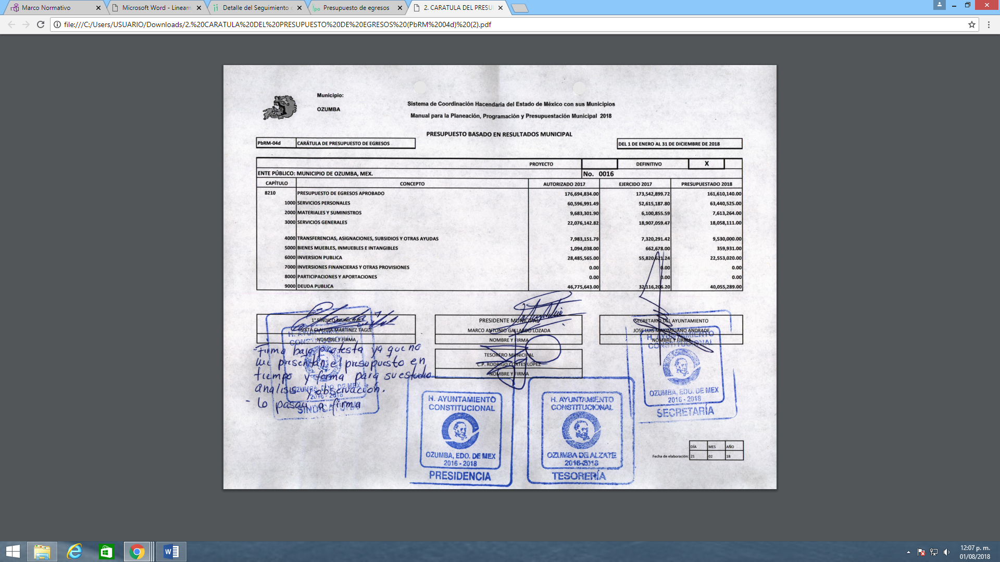 Marco Normativo
Microsoft Word - Lineam
Detalle del Seguimiento
Presupuesto de egresos
2. CARATULA DEL PRESU
file:///C:/Users/USUARIO/Downloads/2.%20CARATULA%20DEL%20PRESUPUESTO%20DE%20EGRESOS%20(PbRM%2004d)%20(2).pdf
Municipio:
OZUMBA
Sistema de Coordinación Hacendaria del Estado de México con sus Municipios
Manual para la Planeación, Programación y Presupuestación Municipal 2018
PRESUPUESTO BASADO EN RESULTADOS MUNICIPAL
PbRM-04d CARÁTULA DE PRESUPUESTO DE EGRESOS
DEL 1 DE ENERO AL 31 DE DICIEMBRE DE 2018
PROYECTO DEFINITIVO X
ENTE PÚBLICO: MUNICIPIO DE OZUMBA, MEX. No. 0016
CAPÍTULO CONCEPTO AUTORIZADO 2017 EJERCIDO 2017 PRESUPUESTADO 2018
8210 PRESUPUESTO DE EGRESOS APROBADO 176,694,834.00 173,542,899.72 161,610,140.00
1000 SERVICIOS PERSONALES 60,596,991.49 52,615,187.80 63,440,525.00
2000 MATERIALES Y SUMINISTROS 9,683,301.90 6,100,855.59 7,613,264.00
3000 SERVICIOS GENERALES 22,076,142.82 18,907,059.47 18,058,111.00
4000 TRANSFERENCIAS, ASIGNACIONES, SUBSIDIOS Y OTRAS AYUDAS 7,983,151.79 7,320,291.42 9,530,000.00
5000 BIENES MUEBLES, INMUEBLES E INTANGIBLES 1,094,038.00 662,678.00 359,931.00
6000 INVERSION PUBLICA 28,485,565.00 55,820,621.24 22,553,020.00
7000 INVERSIONES FINANCIERAS Y OTRAS PROVISIONES 0.00 0.00 0.00
8000 PARTICIPACIONES Y APORTACIONES 0.00 0.00 0.00
9000 DEUDA PUBLICA 46,775,643.00 32,116,206.20 40,055,289.00
1° SÍNDICO MUNICIPAL
SIXTA CLAUDIA MARTINEZ TAGLE
NOMBRE Y FIRMA
PRESIDENTE MUNICIPAL
MARCO ANTONIO GALLARDO LOZADA
NOMBRE Y FIRMA
SECRETARIO DEL AYUNTAMIENTO
JOSE LUIS MAXIMILIANO ANDRADE
NOMBRE Y FIRMA
TESORERO MUNICIPAL
C.P. RODRIGO CORTES LOPEZ
NOMBRE Y FIRMA
- Firma bajo protesta ya que no
me presentan el presupuesto en
tiempo y forma para su estudio
analisis y observación.
- lo pasan a firma
H. AYUNTAMIENTO
CONSTITUCIONAL
OZUMBA, EDO. DE MEX
2016 - 2018
SINDICATURA
H. AYUNTAMIENTO
CONSTITUCIONAL
OZUMBA, EDO. DE MEX
2016 - 2018
PRESIDENCIA
H. AYUNTAMIENTO
CONSTITUCIONAL
OZUMBA DE ALZATE
2016-2018
TESORERÍA
H. AYUNTAMIENTO
CONSTITUCIONAL
OZUMBA, EDO. DE MEX
2016 - 2018
SECRETARÍA
DÍA MES AÑO
Fecha de elaboración: 21 02 18
12:07 p. m.
01/08/2018